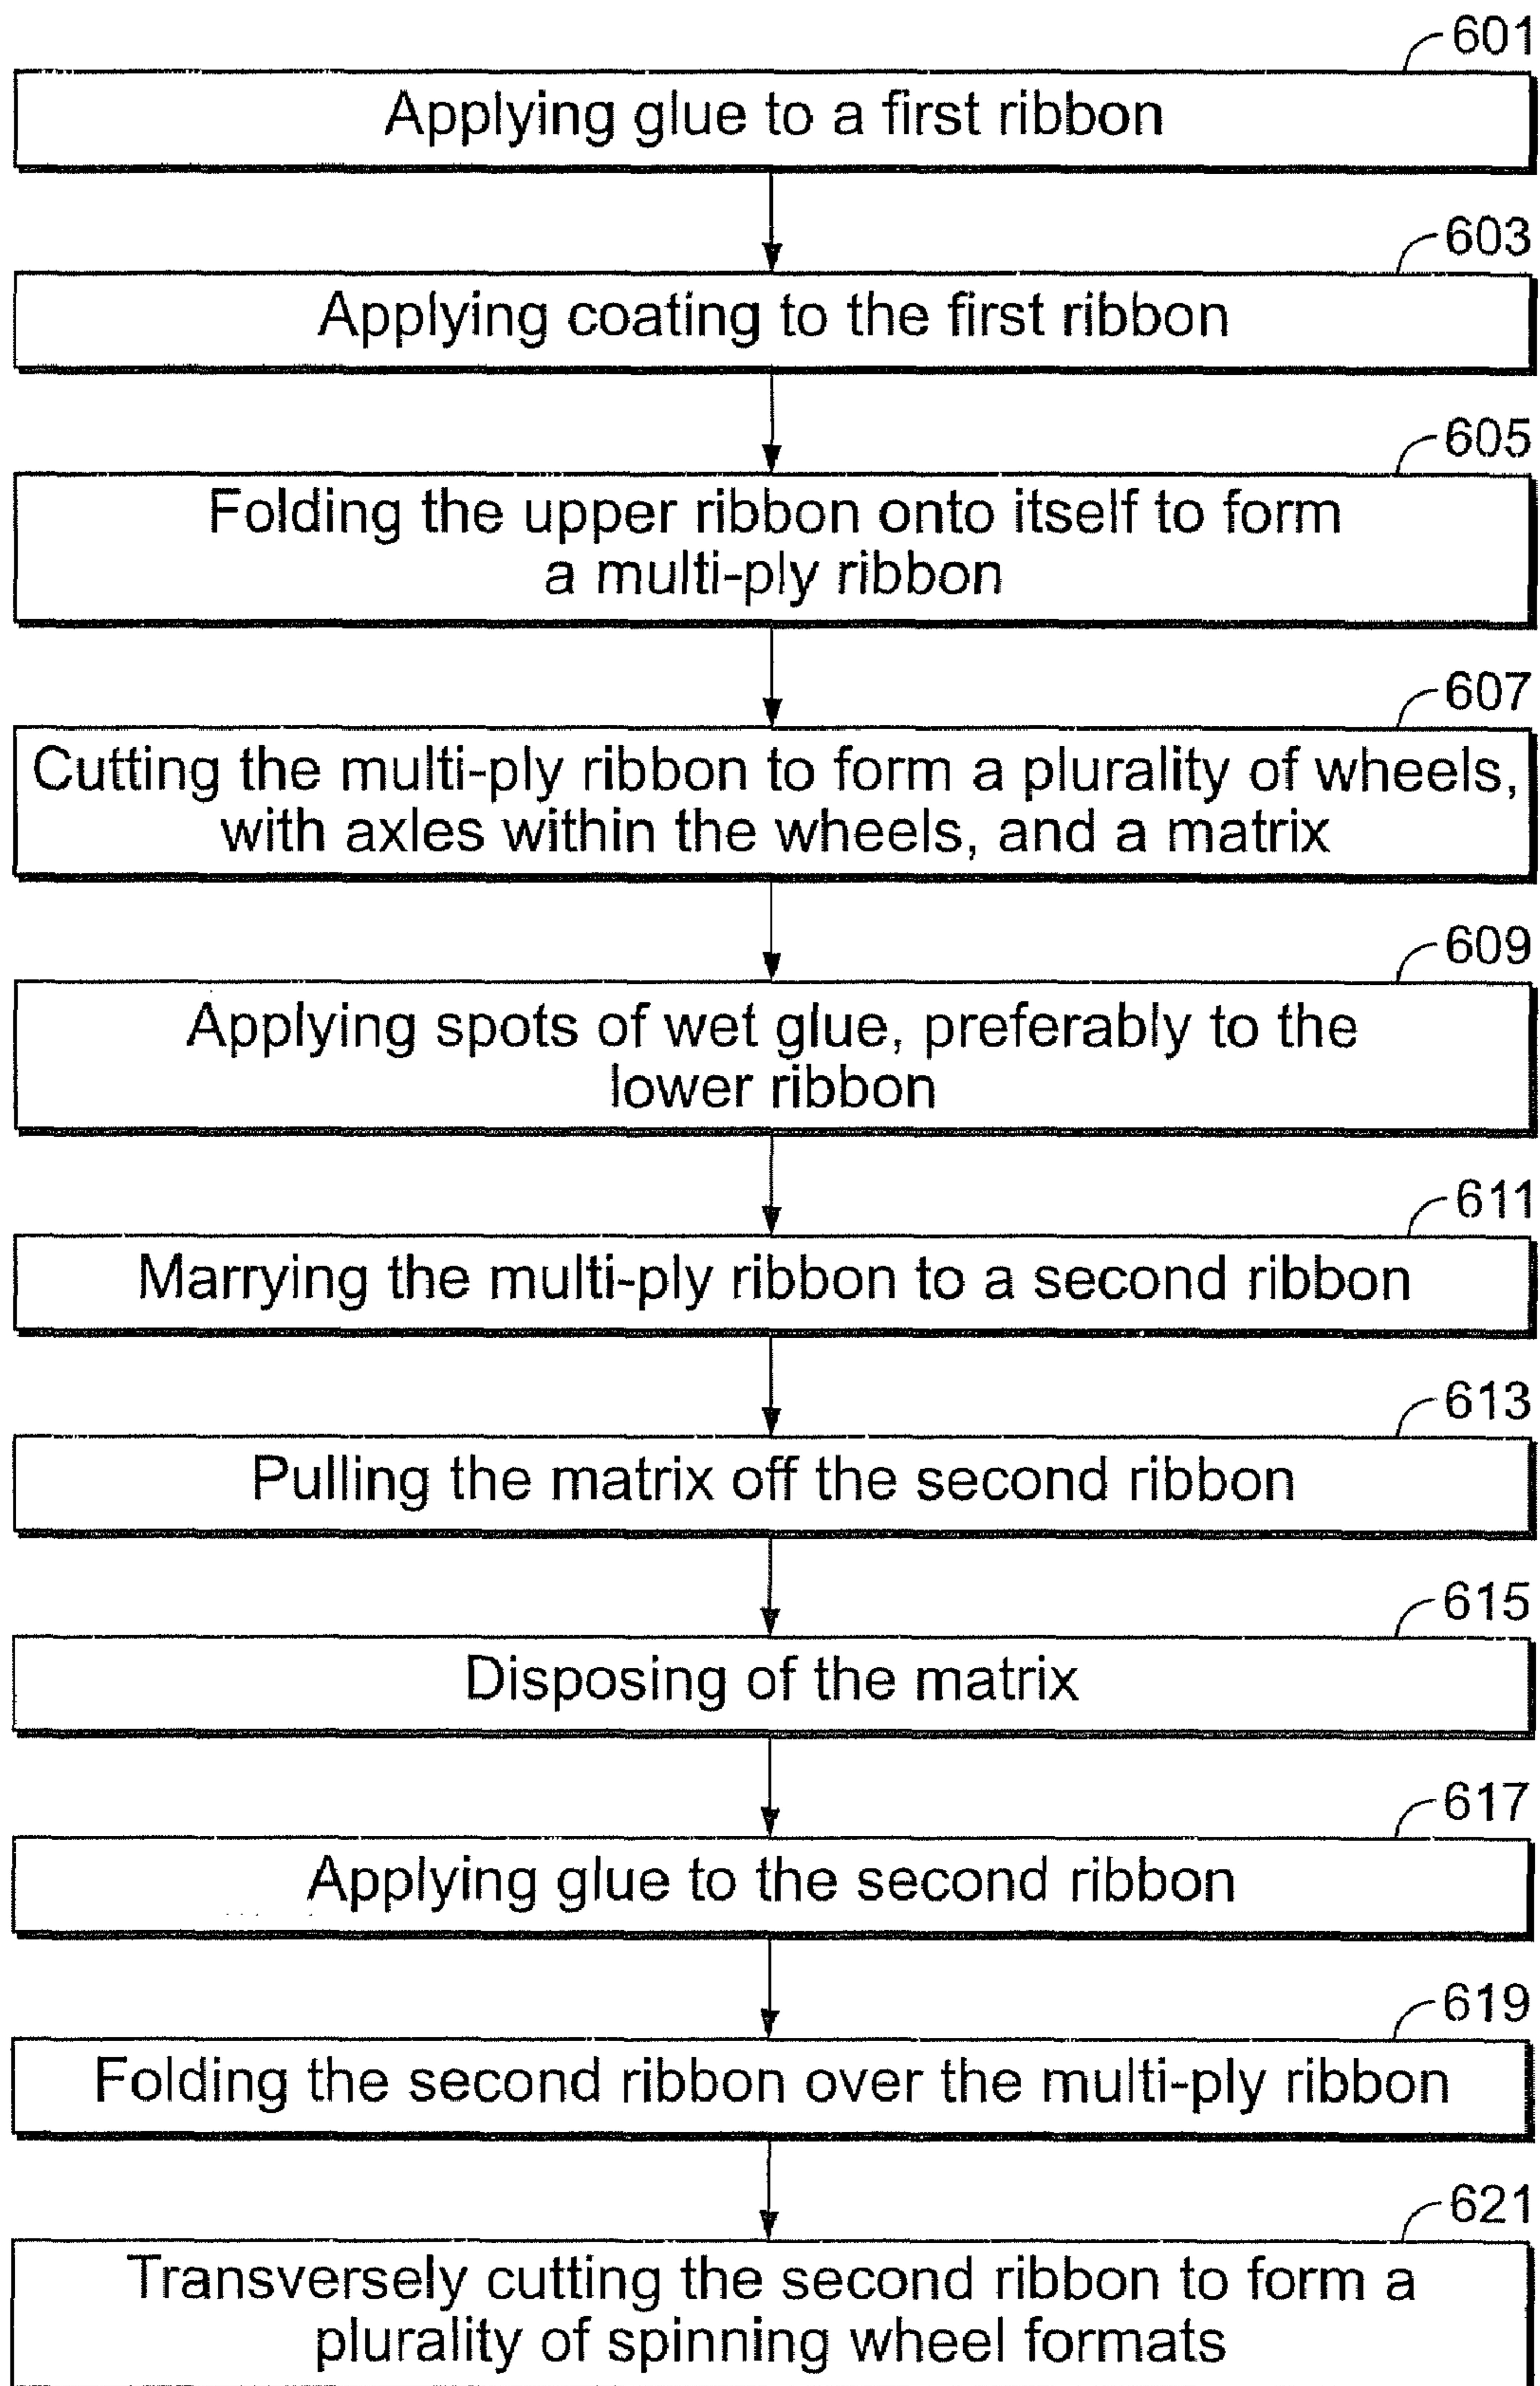 601
Applying glue to a first ribbon
603
Applying coating to the first ribbon
605
Folding the upper ribbon onto itself to form
a multi-ply ribbon
607
Cutting the multi-ply ribbon to form a plurality of wheels,
with axles within the wheels, and a matrix
609
Applying spots of wet glue, preferably to the
lower ribbon
611
Marrying the multi-ply ribbon to a second ribbon
613
Pulling the matrix off the second ribbon
615
Disposing of the matrix
617
Applying glue to the second ribbon
619
Folding the second ribbon over the multi-ply ribbon
621
Transversely cutting the second ribbon to form a
plurality of spinning wheel formats